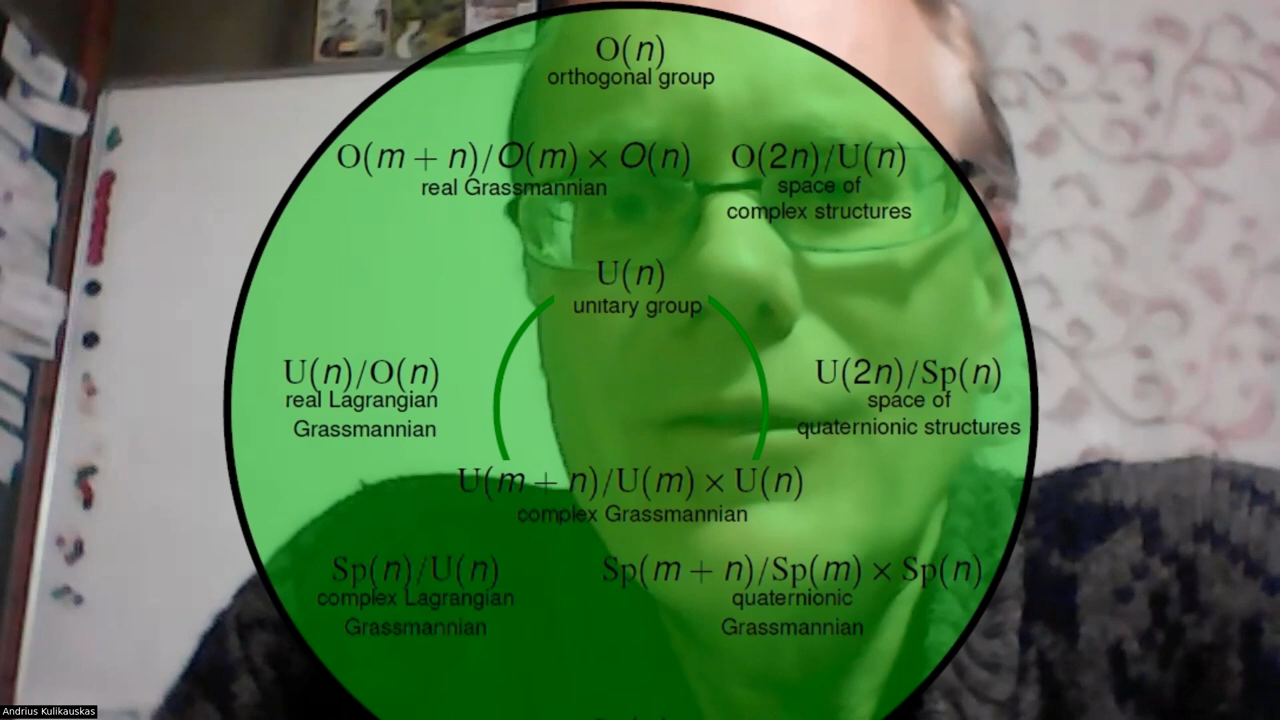 O(n)
orthogonal group
O(m + n)/O(m) × O(n)
real Grassmannian
O(2n)/U(n)
space of
complex structures
U(n)
unitary group
U(n)/O(n)
real Lagrangian
Grassmannian
U(2n)/Sp(n)
space of
quaternionic structures
U(m + n)/U(m) × U(n)
complex Grassmannian
Sp(n)/U(n)
complex Lagrangian
Grassmannian
Sp(m + n)/Sp(m) × Sp(n)
quaternionic
Grassmannian
Andrius Kulikauskas